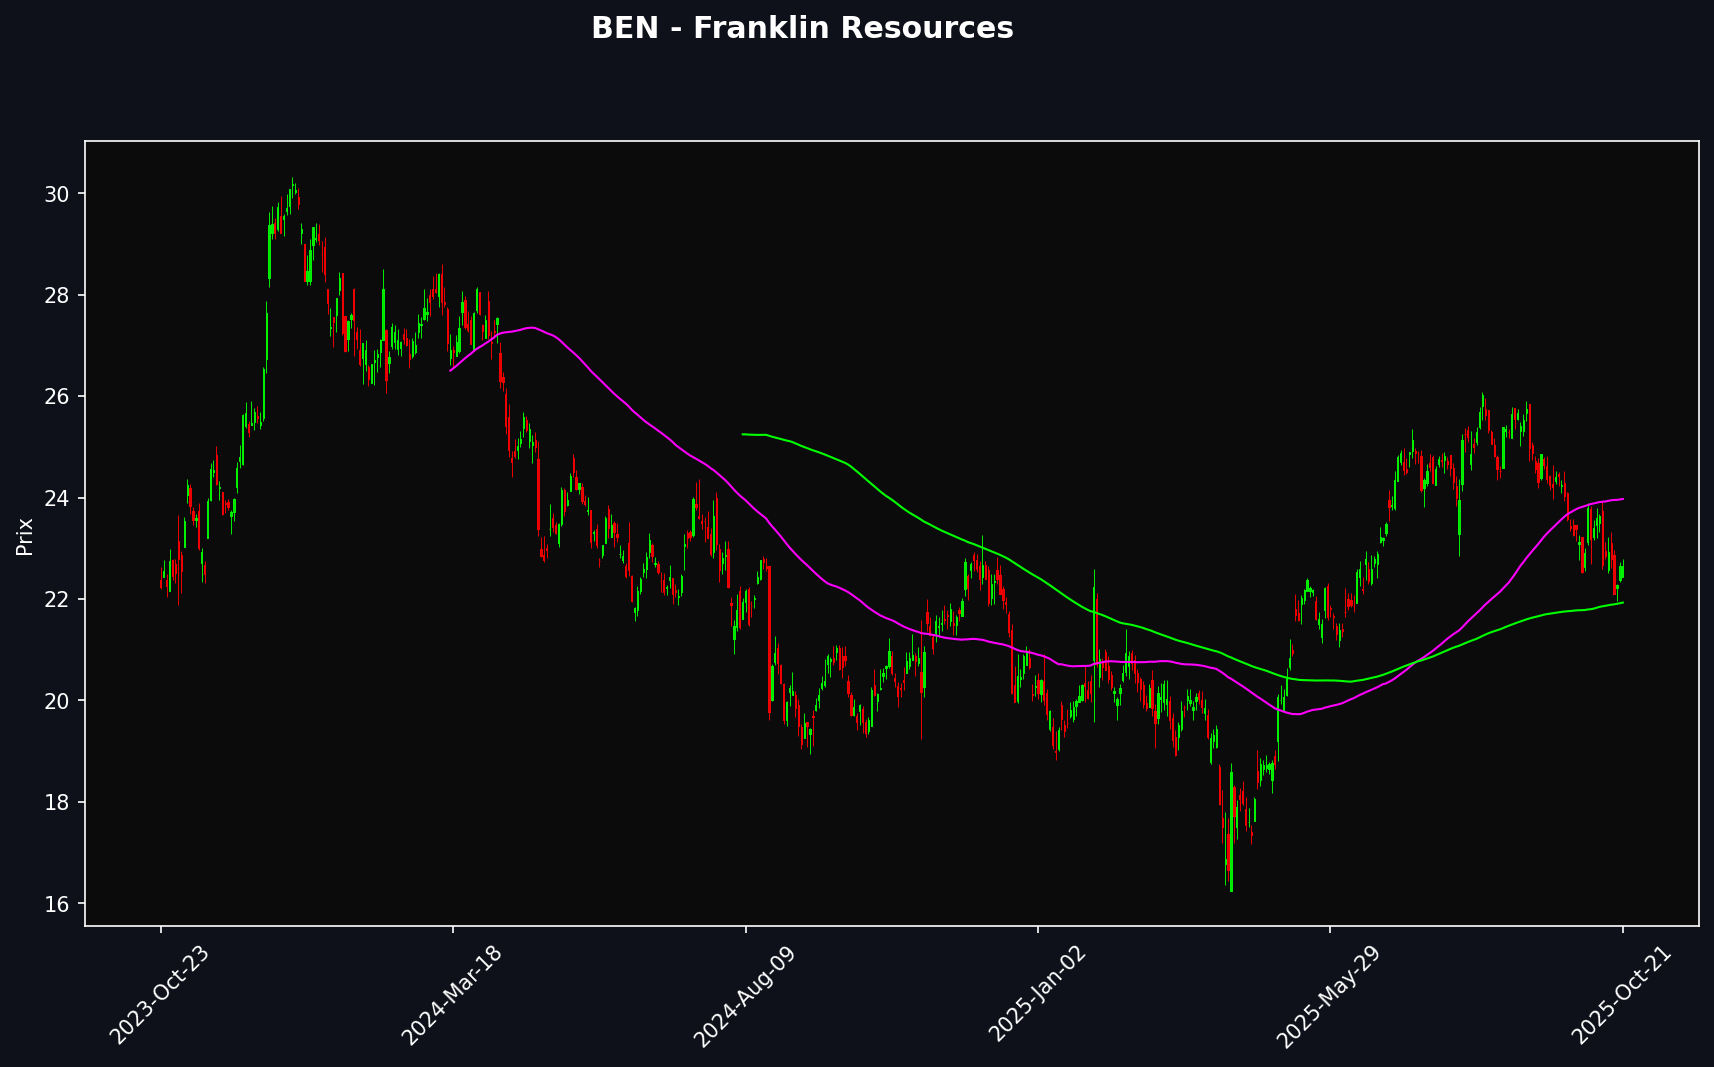 BEN - Franklin Resources
Prix
30
28
26
24
22
20
18
16
2023-Oct-23
2024-Mar-18
2024-Aug-09
2025-Jan-02
2025-May-29
2025-Oct-21